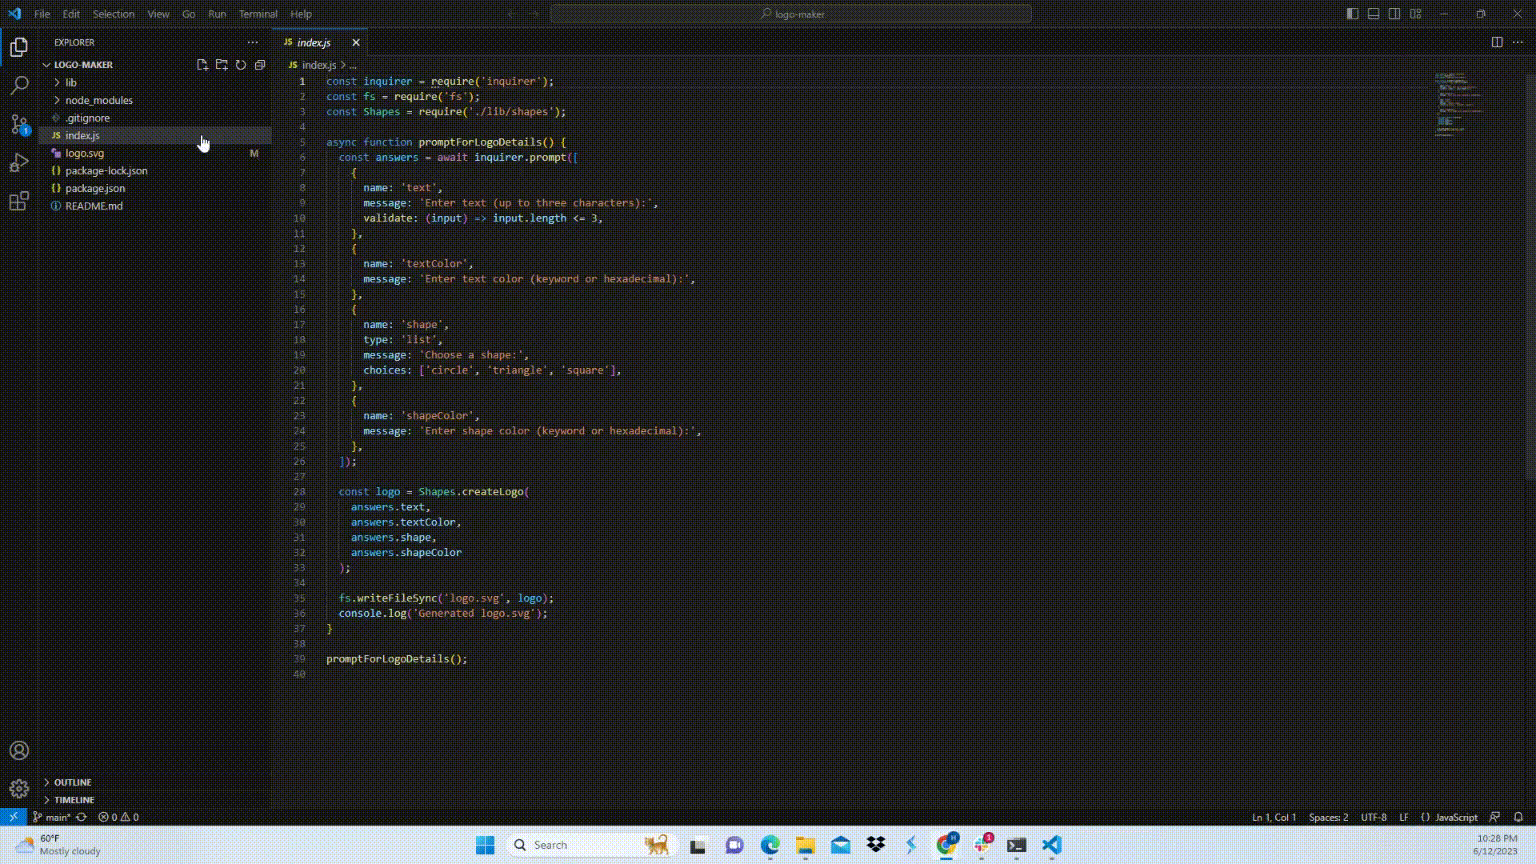 File Edit Selection View Go Run Terminal Help
logo-maker
EXPLORER
LOGO-MAKER
lib
node_modules
.gitignore
JS index.js
logo.svg M
{} package-lock.json
{} package.json
README.md
OUTLINE
TIMELINE
JS index.js
JS index.js > ...
1 const inquirer = require('inquirer');
2 const fs = require('fs');
3 const Shapes = require('./lib/shapes');
4
5 async function promptForLogoDetails() {
6 const answers = await inquirer.prompt([
7 {
8 name: 'text',
9 message: 'Enter text (up to three characters):',
10 validate: (input) => input.length <= 3,
11 },
12 {
13 name: 'textColor',
14 message: 'Enter text color (keyword or hexadecimal):',
15 },
16 {
17 name: 'shape',
18 type: 'list',
19 message: 'Choose a shape:',
20 choices: ['circle', 'triangle', 'square'],
21 },
22 {
23 name: 'shapeColor',
24 message: 'Enter shape color (keyword or hexadecimal):',
25 },
26 ]);
27
28 const logo = Shapes.createLogo(
29 answers.text,
30 answers.textColor,
31 answers.shape,
32 answers.shapeColor
33 );
34
35 fs.writeFileSync('logo.svg', logo);
36 console.log('Generated logo.svg');
37 }
38
39 promptForLogoDetails();
40
main* 0 0
Ln 1, Col 1 Spaces: 2 UTF-8 LF {} JavaScript
60°F
Mostly cloudy
Search
10:28 PM
6/12/2023